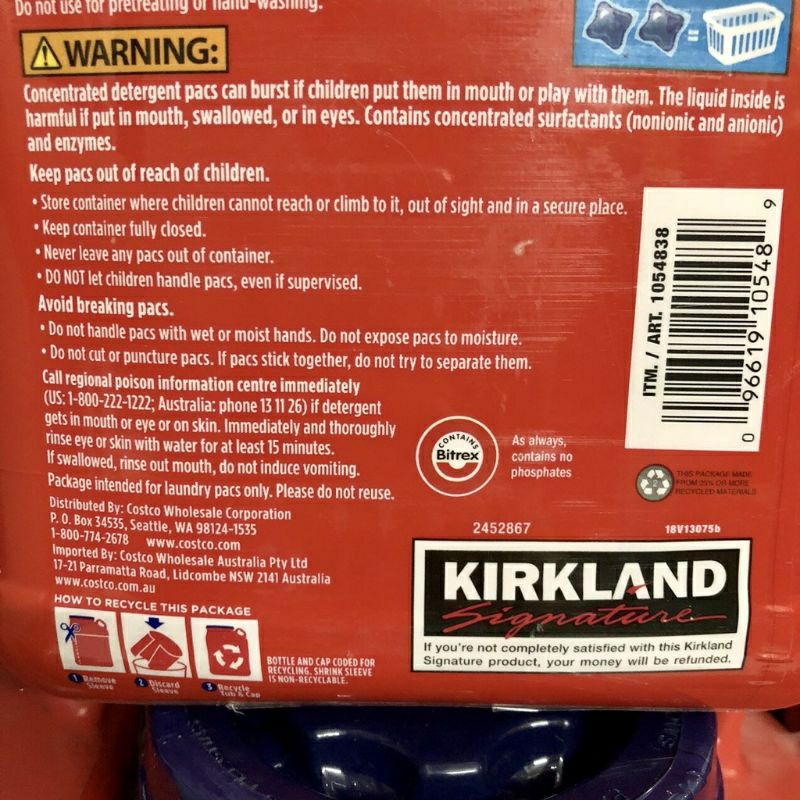 Do not use for pretreating or hand-washing.
WARNING:
=
Concentrated detergent pacs can burst if children put them in mouth or play with them. The liquid inside is
harmful if put in mouth, swallowed, or in eyes. Contains concentrated surfactants (nonionic and anionic)
and enzymes.
Keep pacs out of reach of children.
• Store container where children cannot reach or climb to it, out of sight and in a secure place.
• Keep container fully closed.
• Never leave any pacs out of container.
• DO NOT let children handle pacs, even if supervised.
Avoid breaking pacs.
• Do not handle pacs with wet or moist hands. Do not expose pacs to moisture.
• Do not cut or puncture pacs. If pacs stick together, do not try to separate them.
Call regional poison information centre immediately
(US: 1-800-222-1222; Australia: phone 13 11 26) if detergent
gets in mouth or eye or on skin. Immediately and thoroughly
rinse eye or skin with water for at least 15 minutes.
If swallowed, rinse out mouth, do not induce vomiting.
Package intended for laundry pacs only. Please do not reuse.
Distributed By: Costco Wholesale Corporation
P. O. Box 34535, Seattle, WA 98124-1535
1-800-774-2678 www.costco.com
Imported By: Costco Wholesale Australia Pty Ltd
17-21 Parramatta Road, Lidcombe NSW 2141 Australia
www.costco.com.au
HOW TO RECYCLE THIS PACKAGE
1 Remove
Sleeve
2 Discard
Sleeve
3 Recycle
Tub & Cap
BOTTLE AND CAP CODED FOR
RECYCLING. SHRINK SLEEVE
IS NON-RECYCLABLE.
CONTAINS
Bitrex
As always,
contains no
phosphates
ITM. / ART. 1054838
0 96619 10548 9
2
THIS PACKAGE MADE
FROM 25% OR MORE
RECYCLED MATERIALS
2452867
18V13075b
KIRKLAND
Signature
If you're not completely satisfied with this Kirkland
Signature product, your money will be refunded.